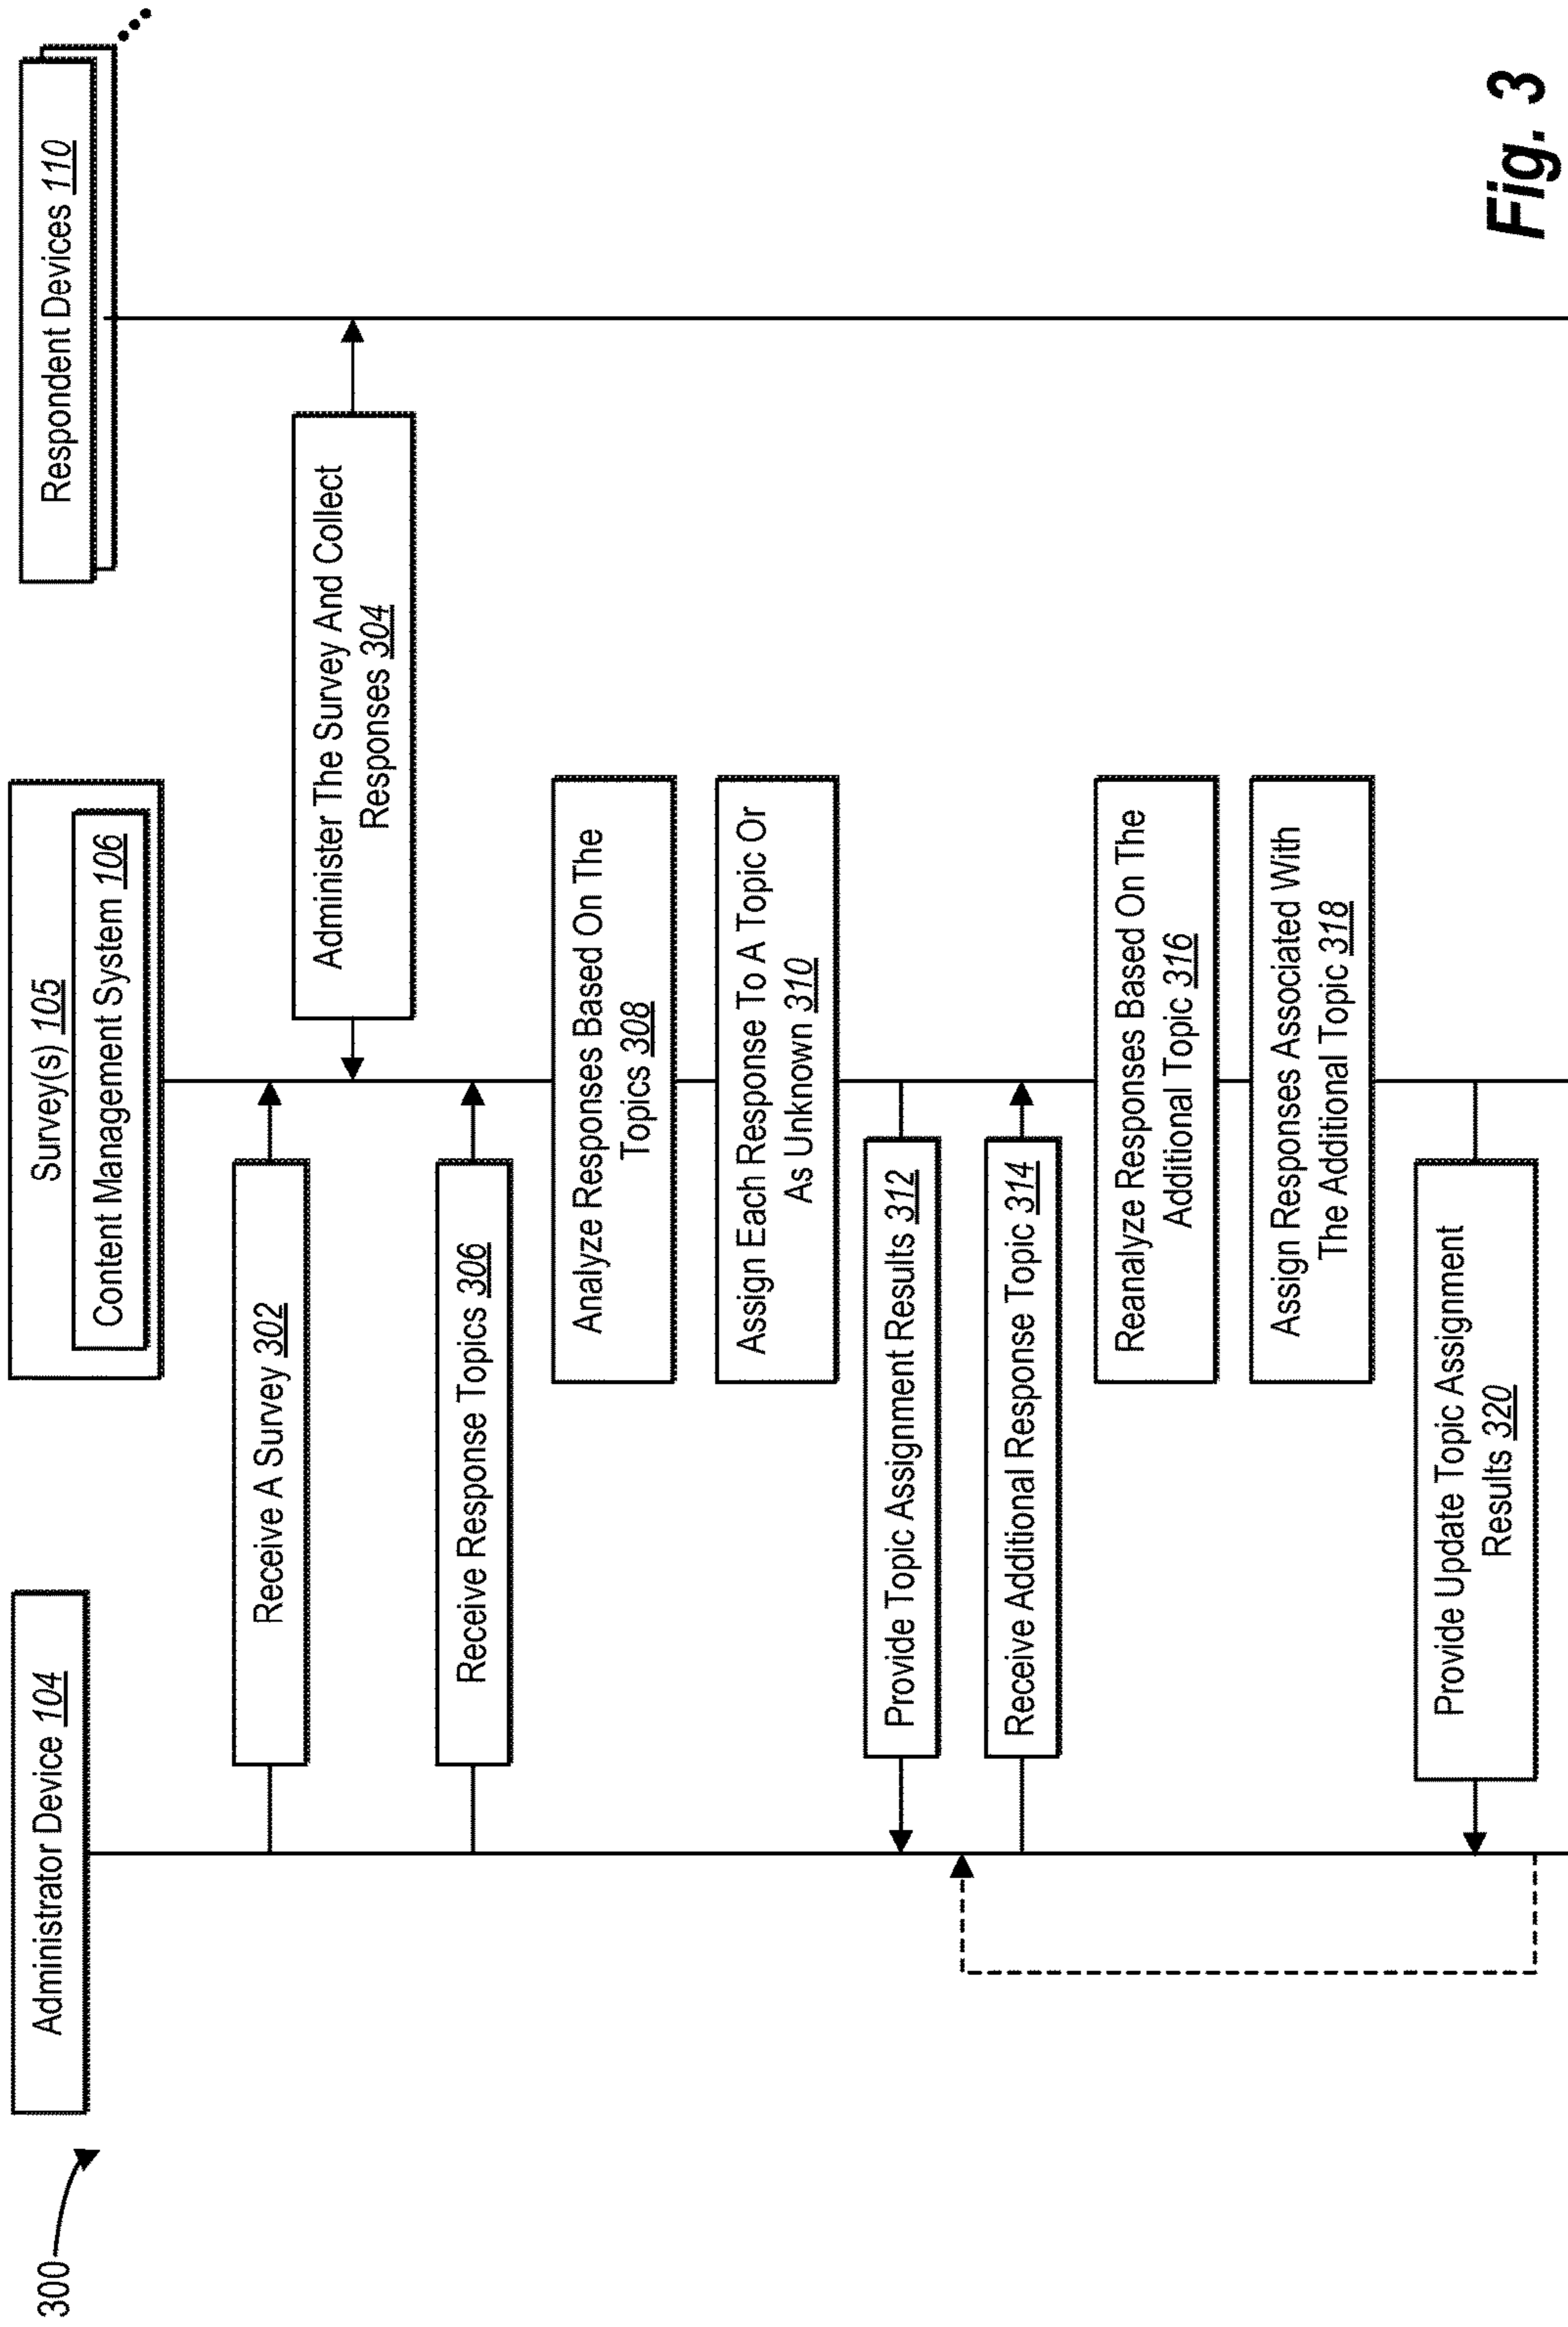 300
Administrator Device 104
Survey(s) 105
Content Management System 106
Respondent Devices 110
Receive A Survey 302
Administer The Survey And Collect
Responses 304
Receive Response Topics 306
Analyze Responses Based On The
Topics 308
Assign Each Response To A Topic Or
As Unknown 310
Provide Topic Assignment Results 312
Receive Additional Response Topic 314
Reanalyze Responses Based On The
Additional Topic 316
Assign Responses Associated With
The Additional Topic 318
Provide Update Topic Assignment
Results 320
Fig. 3